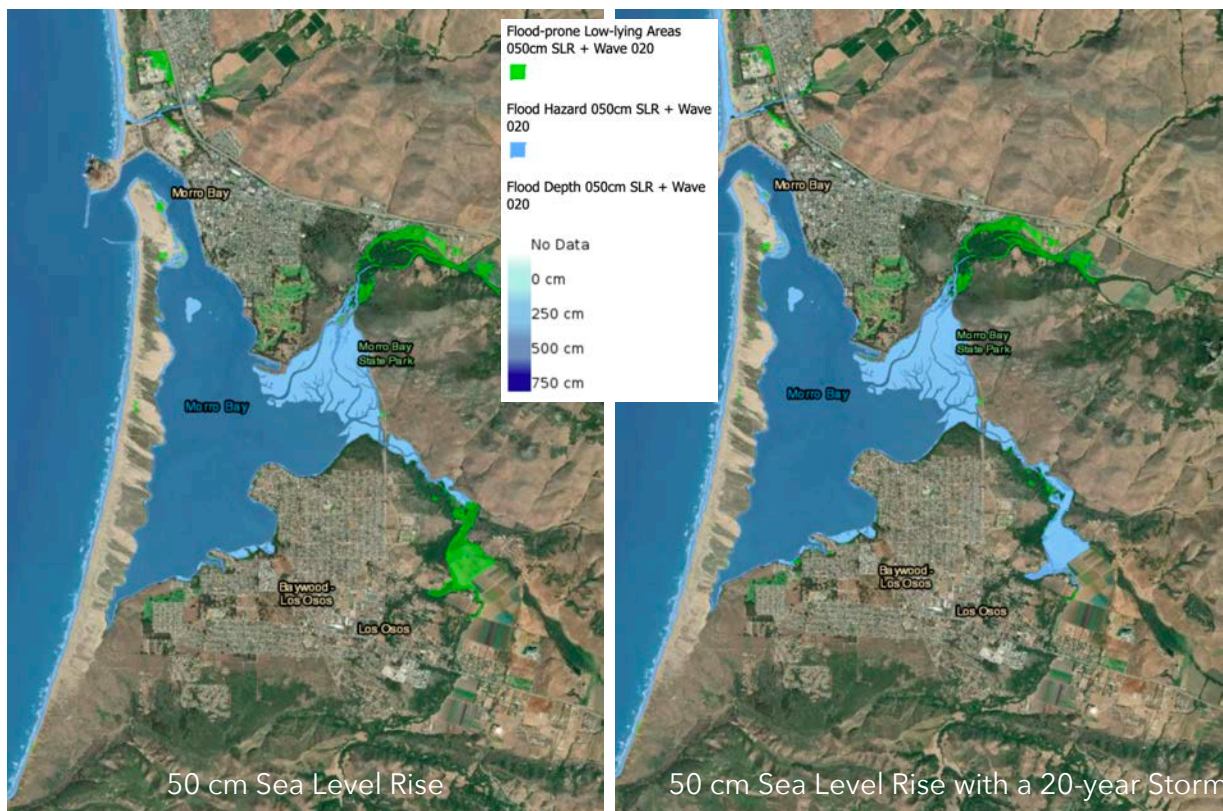 Flood-prone Low-lying Areas
050cm SLR + Wave 020
Flood Hazard 050cm SLR + Wave
020
Flood Depth 050cm SLR + Wave
020
No Data
0 cm
250 cm
500 cm
750 cm
Morro Bay
Morro Bay
State Park
Morro Bay
Baywood -
Los Osos
Los Osos
50 cm Sea Level Rise
Morro Bay
Morro Bay
State Park
Morro Bay
Baywood -
Los Osos
Los Osos
50 cm Sea Level Rise with a 20-year Storm